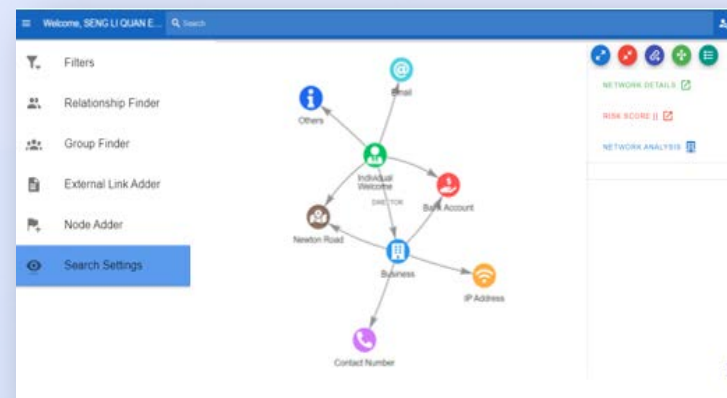 Welcome, SENG LI QUAN E...
Search
Filters
Relationship Finder
Group Finder
External Link Adder
Node Adder
Search Settings
Email
Others
Individual
Welcome
DIRECTOR
Bank Account
Newton Road
Business
IP Address
Contact Number
NETWORK DETAILS
RISK SCORE ||
NETWORK ANALYSIS